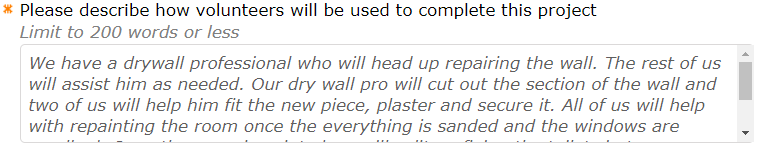 Please describe how volunteers will be used to complete this project
Limit to 200 words or less
We have a drywall professional who will head up repairing the wall. The rest of us
will assist him as needed. Our dry wall pro will cut out the section of the wall and
two of us will help him fit the new piece, plaster and secure it. All of us will help
with repainting the room once the everything is sanded and the windows are